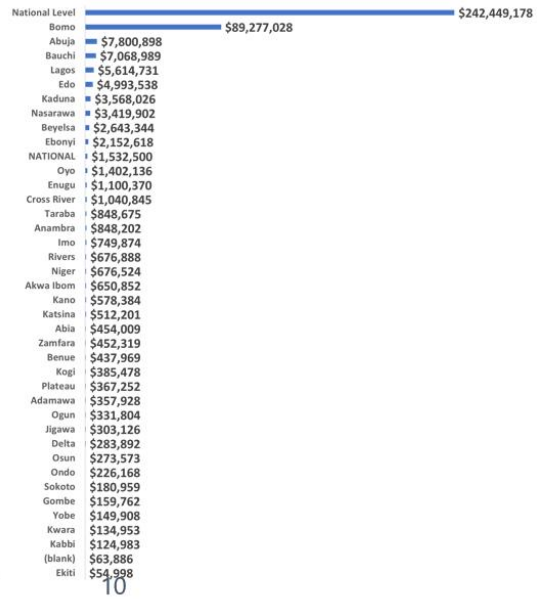 National Level $242,449,178
Bomo $89,277,028
Abuja $7,800,898
Bauchi $7,068,989
Lagos $5,614,731
Edo $4,993,538
Kaduna $3,568,026
Nasarawa $3,419,902
Beyelsa $2,643,344
Ebonyi $2,152,618
NATIONAL $1,532,500
Oyo $1,402,136
Enugu $1,100,370
Cross River $1,040,845
Taraba $848,675
Anambra $848,202
Imo $749,874
Rivers $676,888
Niger $676,524
Akwa Ibom $650,852
Kano $578,384
Katsina $512,201
Abia $454,009
Zamfara $452,319
Benue $437,969
Kogi $385,478
Plateau $367,252
Adamawa $357,928
Ogun $331,804
Jigawa $303,126
Delta $283,892
Osun $273,573
Ondo $226,168
Sokoto $180,959
Gombe $159,762
Yobe $149,908
Kwara $134,953
Kabbi $124,983
(blank) $63,886
Ekiti $54,998
10